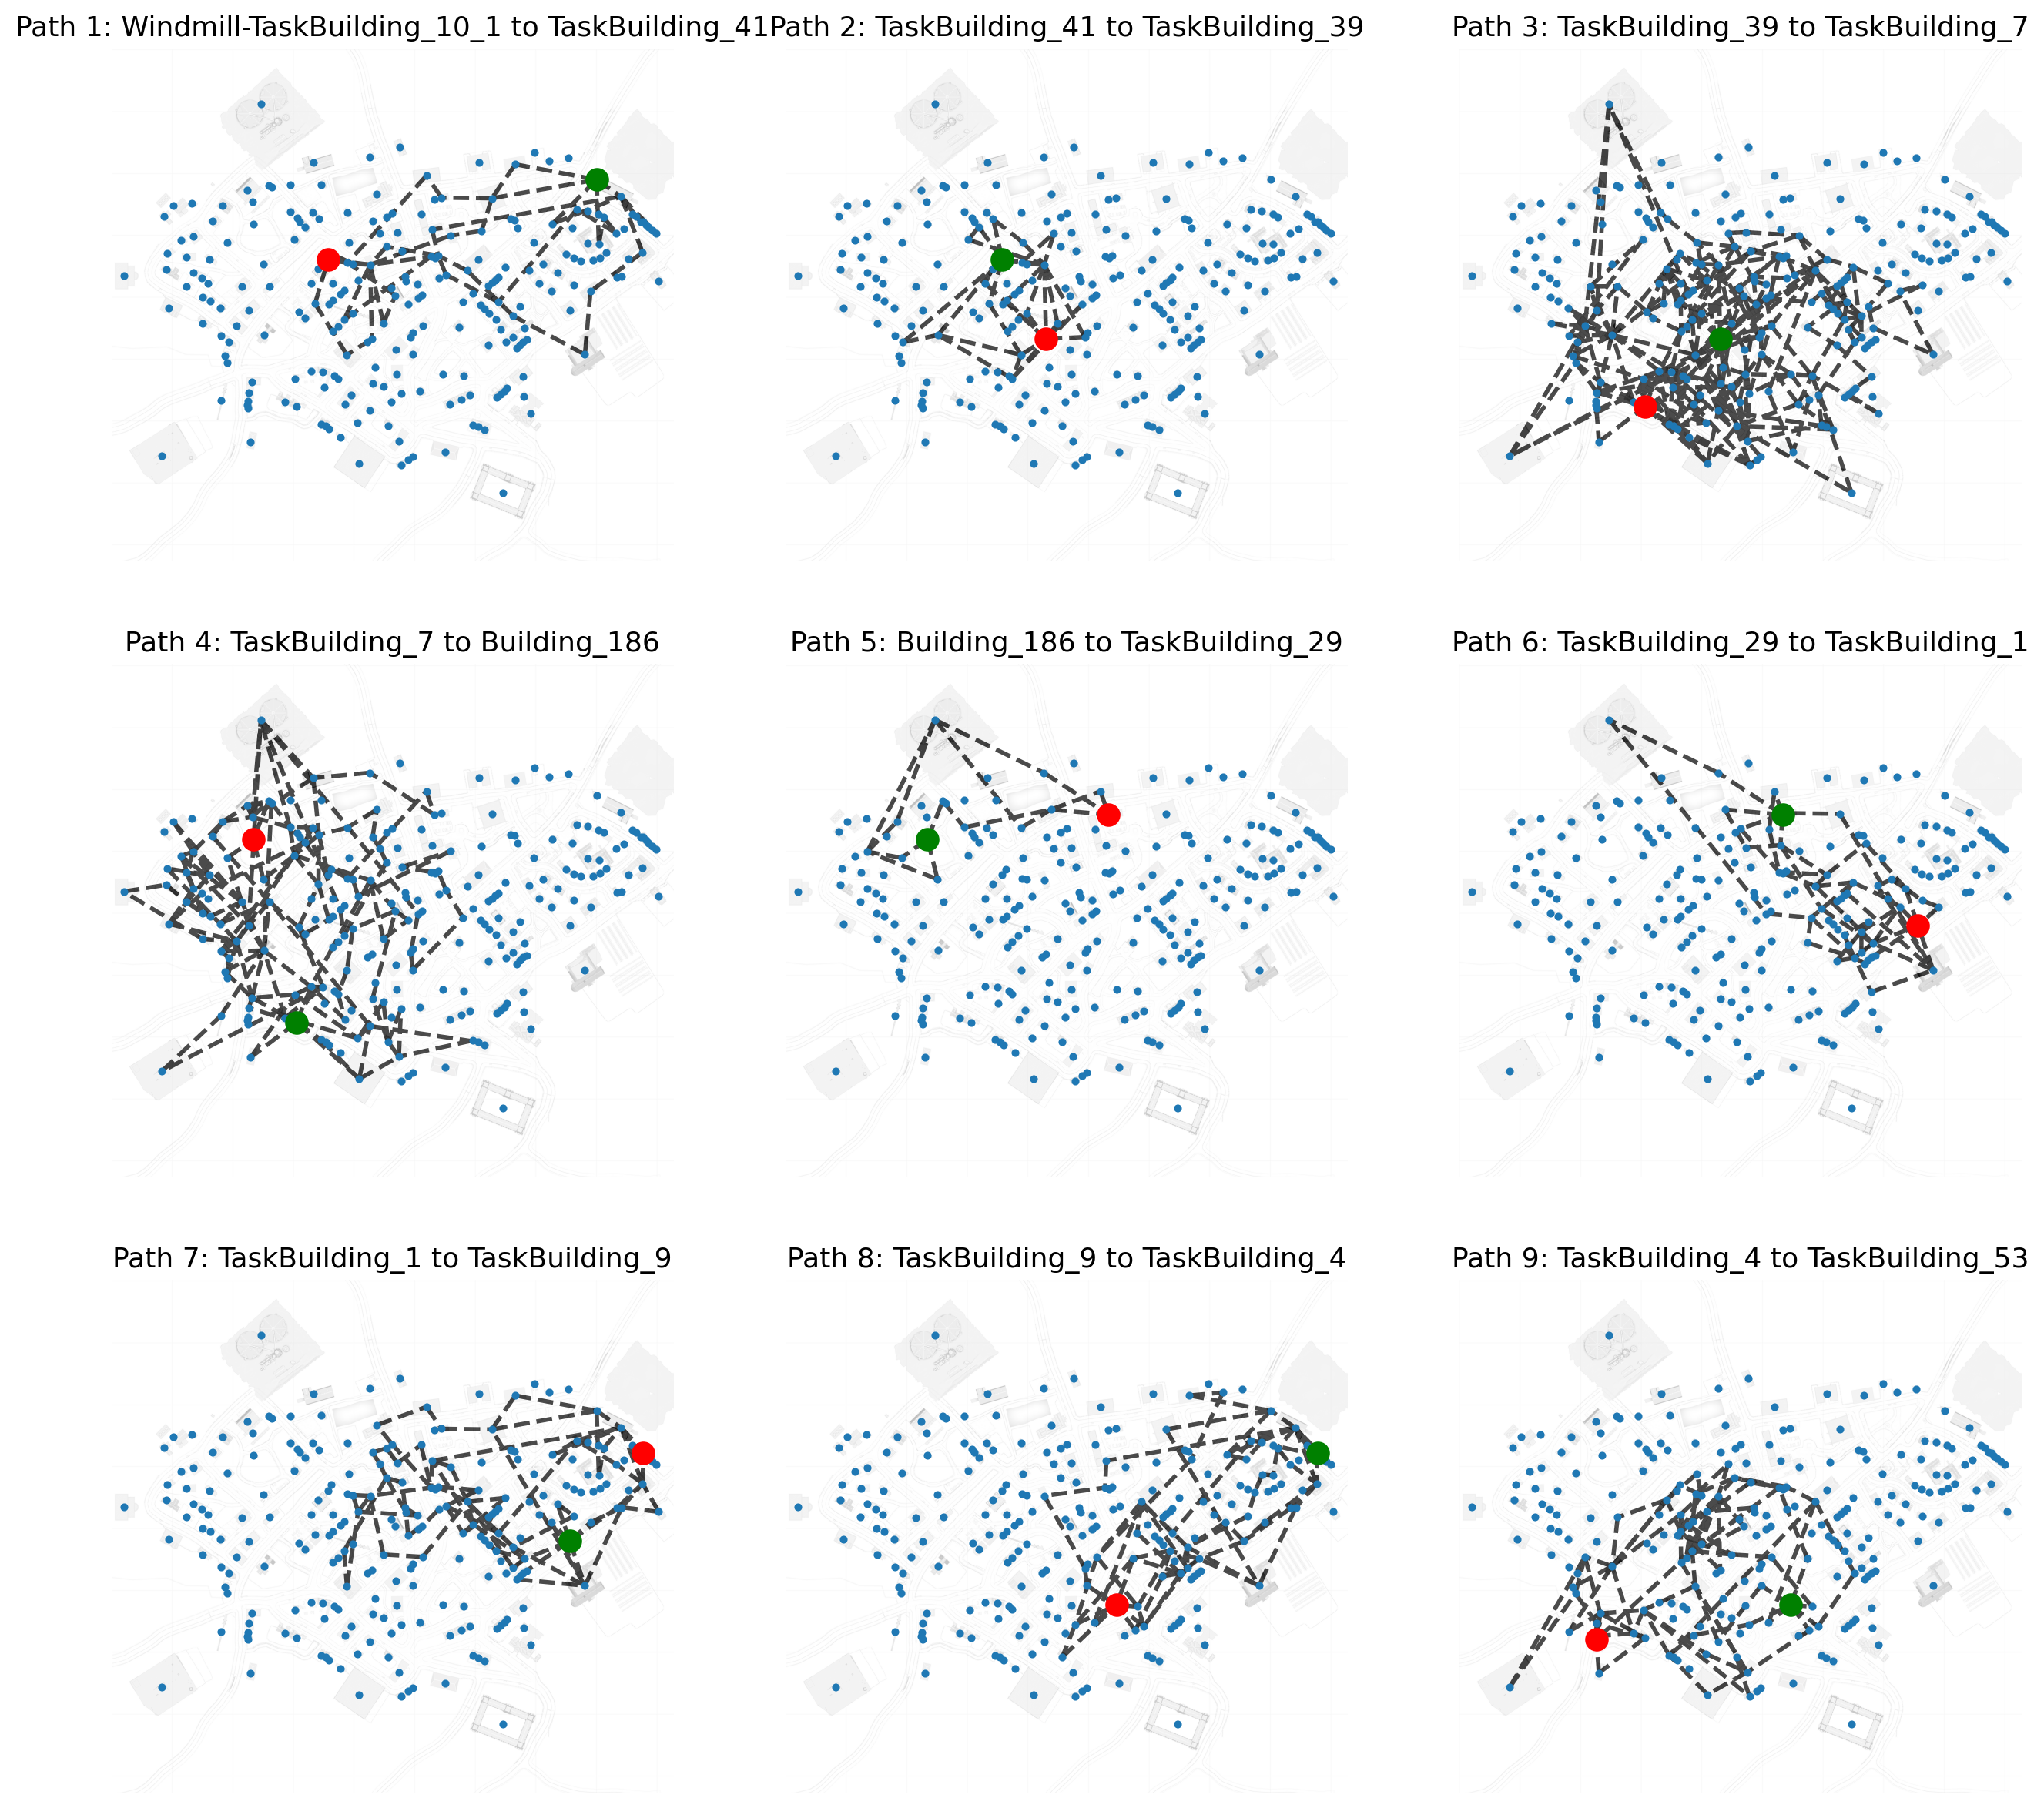 Path 1: Windmill-TaskBuilding_10_1 to TaskBuilding_41
Path 2: TaskBuilding_41 to TaskBuilding_39
Path 3: TaskBuilding_39 to TaskBuilding_7
Path 4: TaskBuilding_7 to Building_186
Path 5: Building_186 to TaskBuilding_29
Path 6: TaskBuilding_29 to TaskBuilding_1
Path 7: TaskBuilding_1 to TaskBuilding_9
Path 8: TaskBuilding_9 to TaskBuilding_4
Path 9: TaskBuilding_4 to TaskBuilding_53